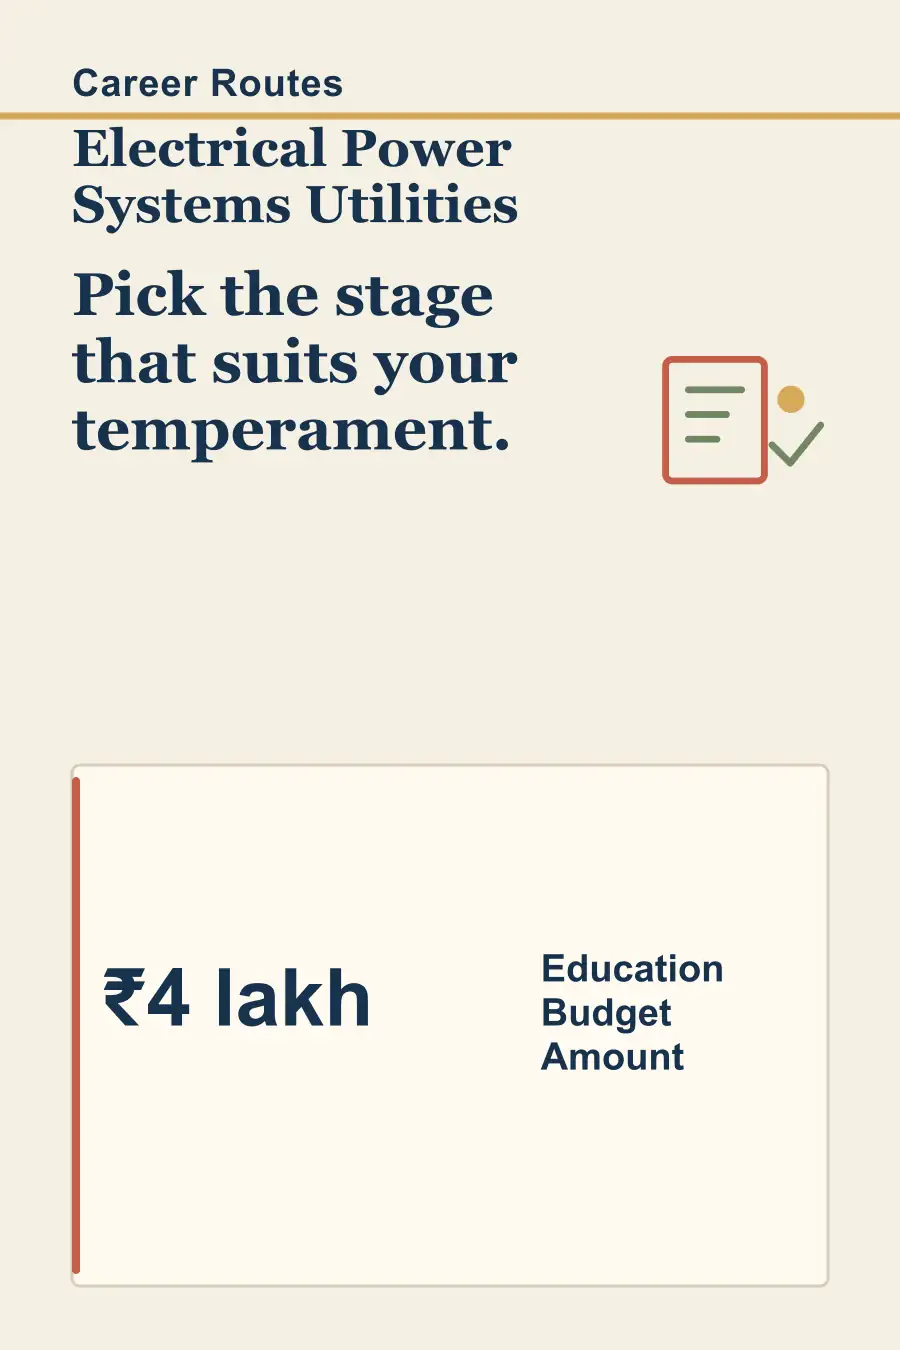 Career Routes
Electrical Power
Systems Utilities
Pick the stage
that suits your
temperament.
₹4 lakh
Education
Budget
Amount